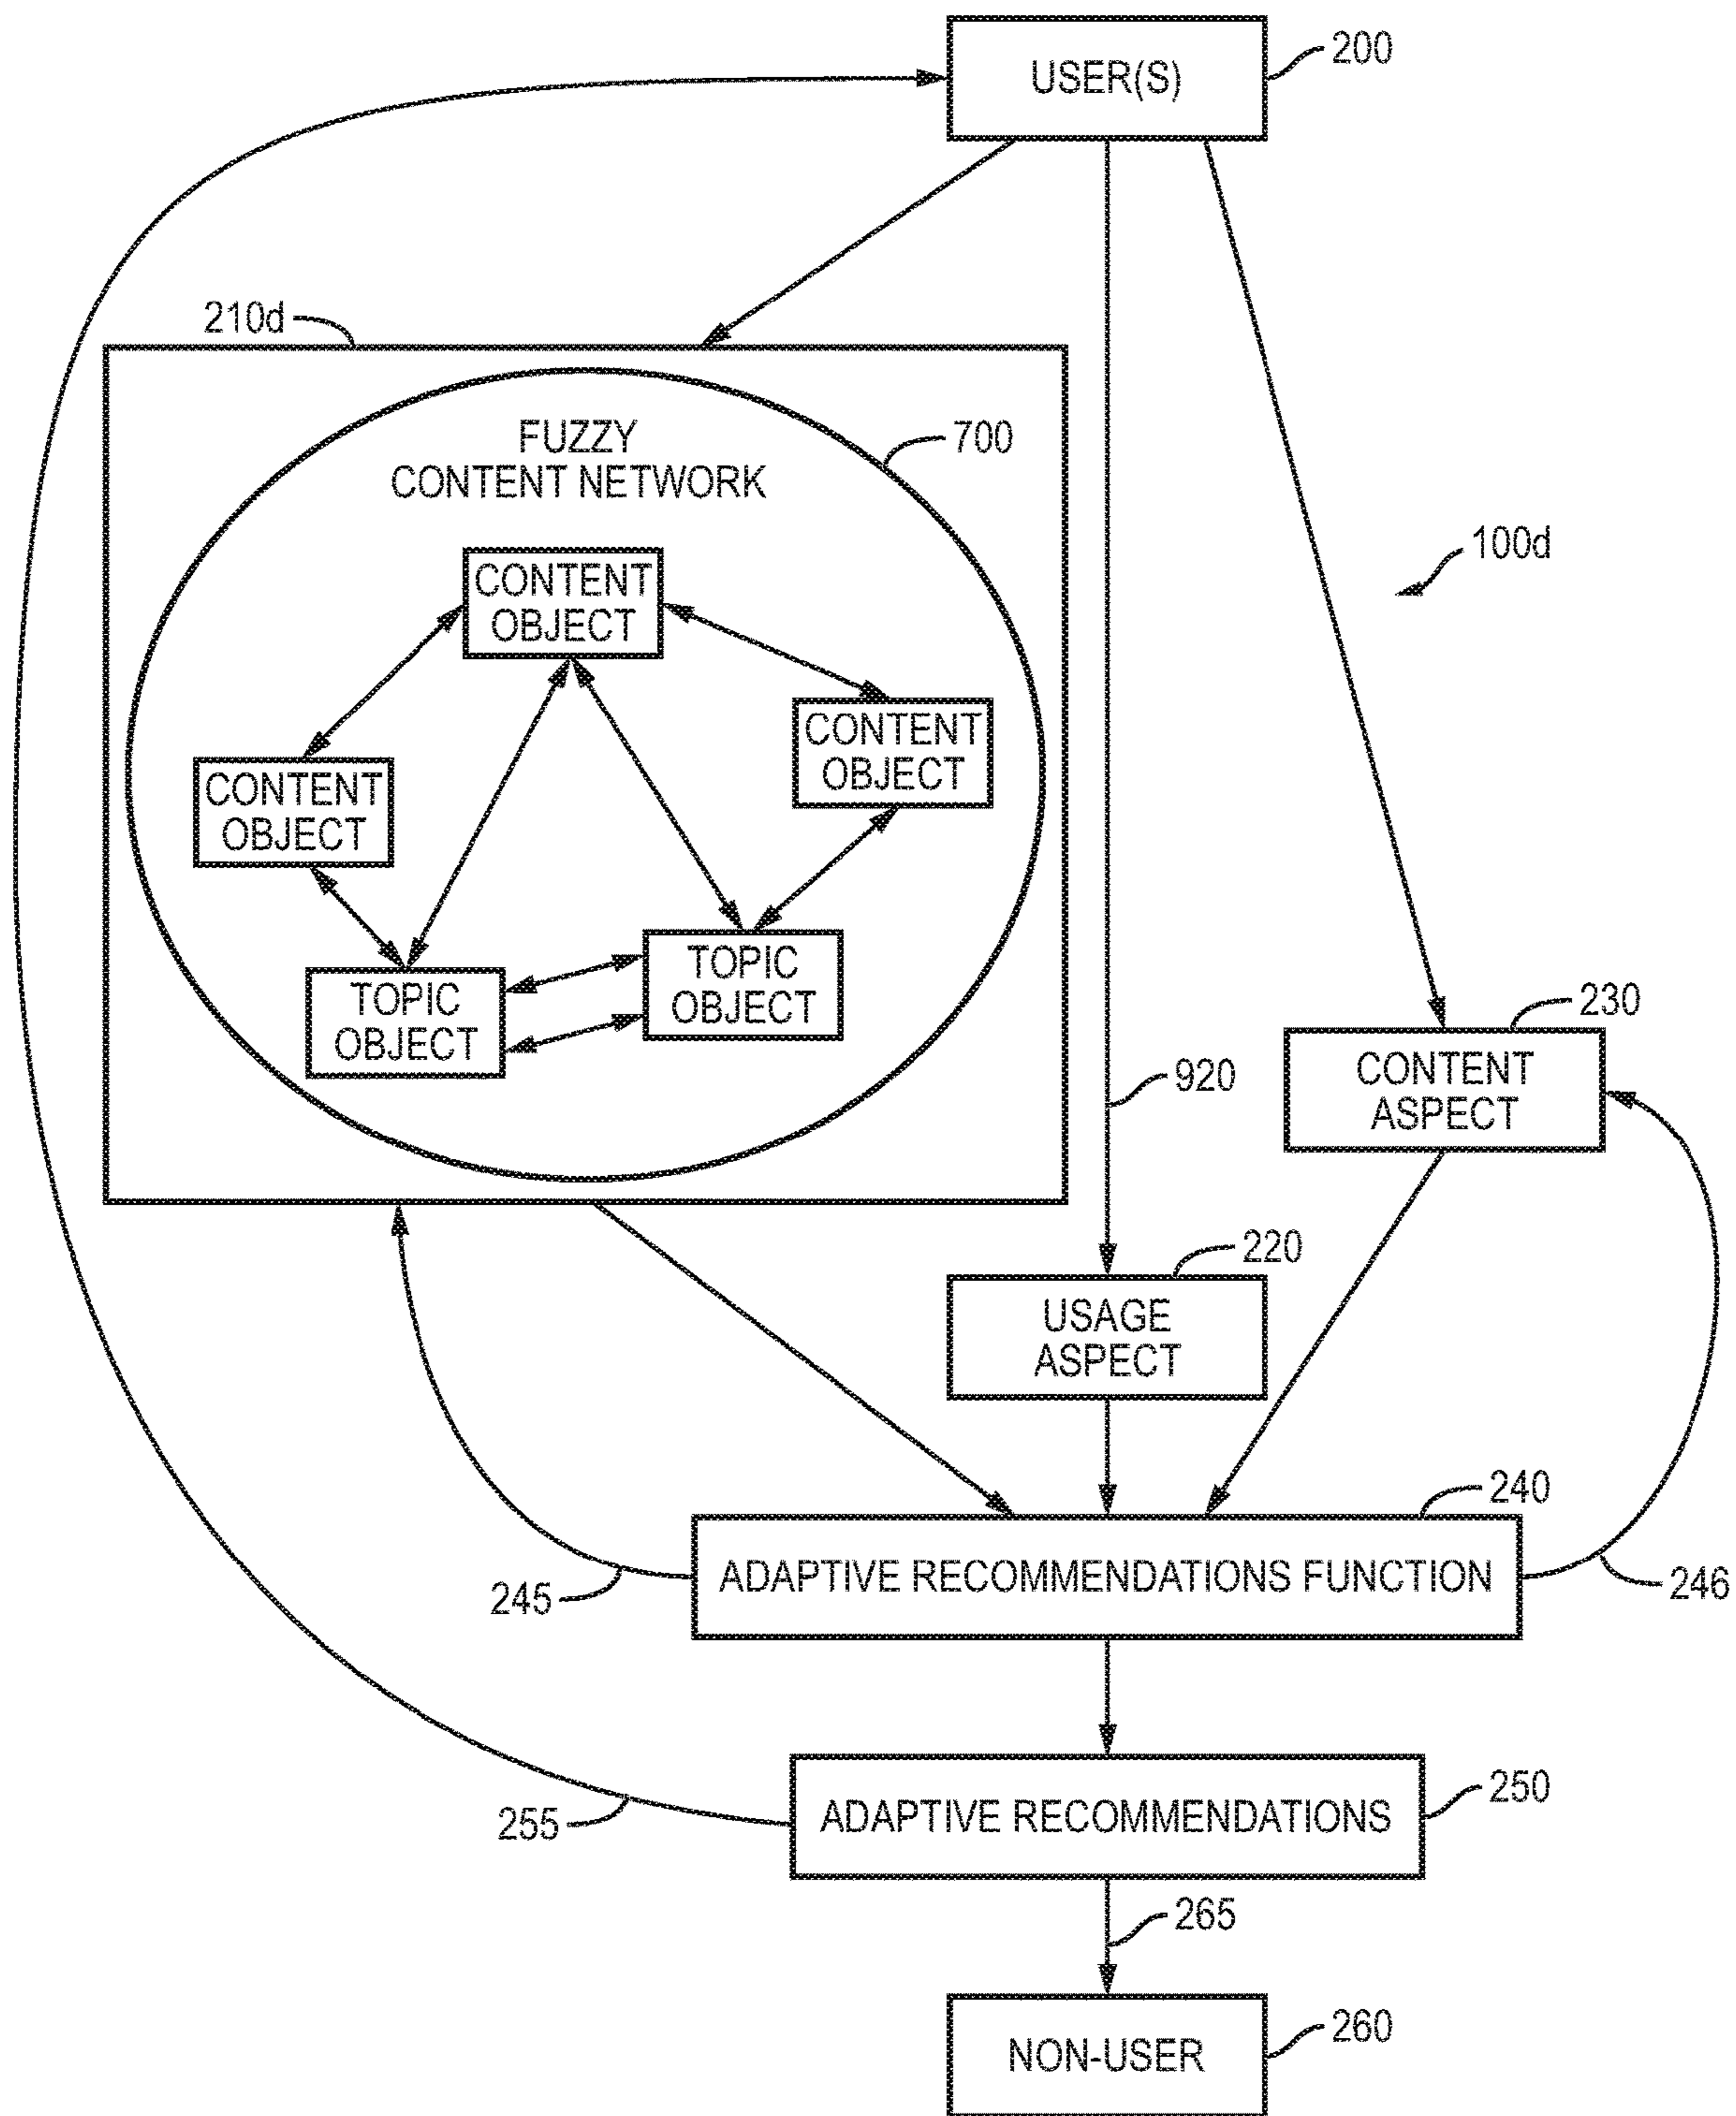 USER(S)
200
210d
FUZZY
CONTENT NETWORK
700
CONTENT
OBJECT
100d
CONTENT
OBJECT
CONTENT
OBJECT
TOPIC
OBJECT
TOPIC
OBJECT
230
CONTENT
ASPECT
920
220
USAGE
ASPECT
240
ADAPTIVE RECOMMENDATIONS FUNCTION
245
246
250
ADAPTIVE RECOMMENDATIONS
255
265
260
NON-USER